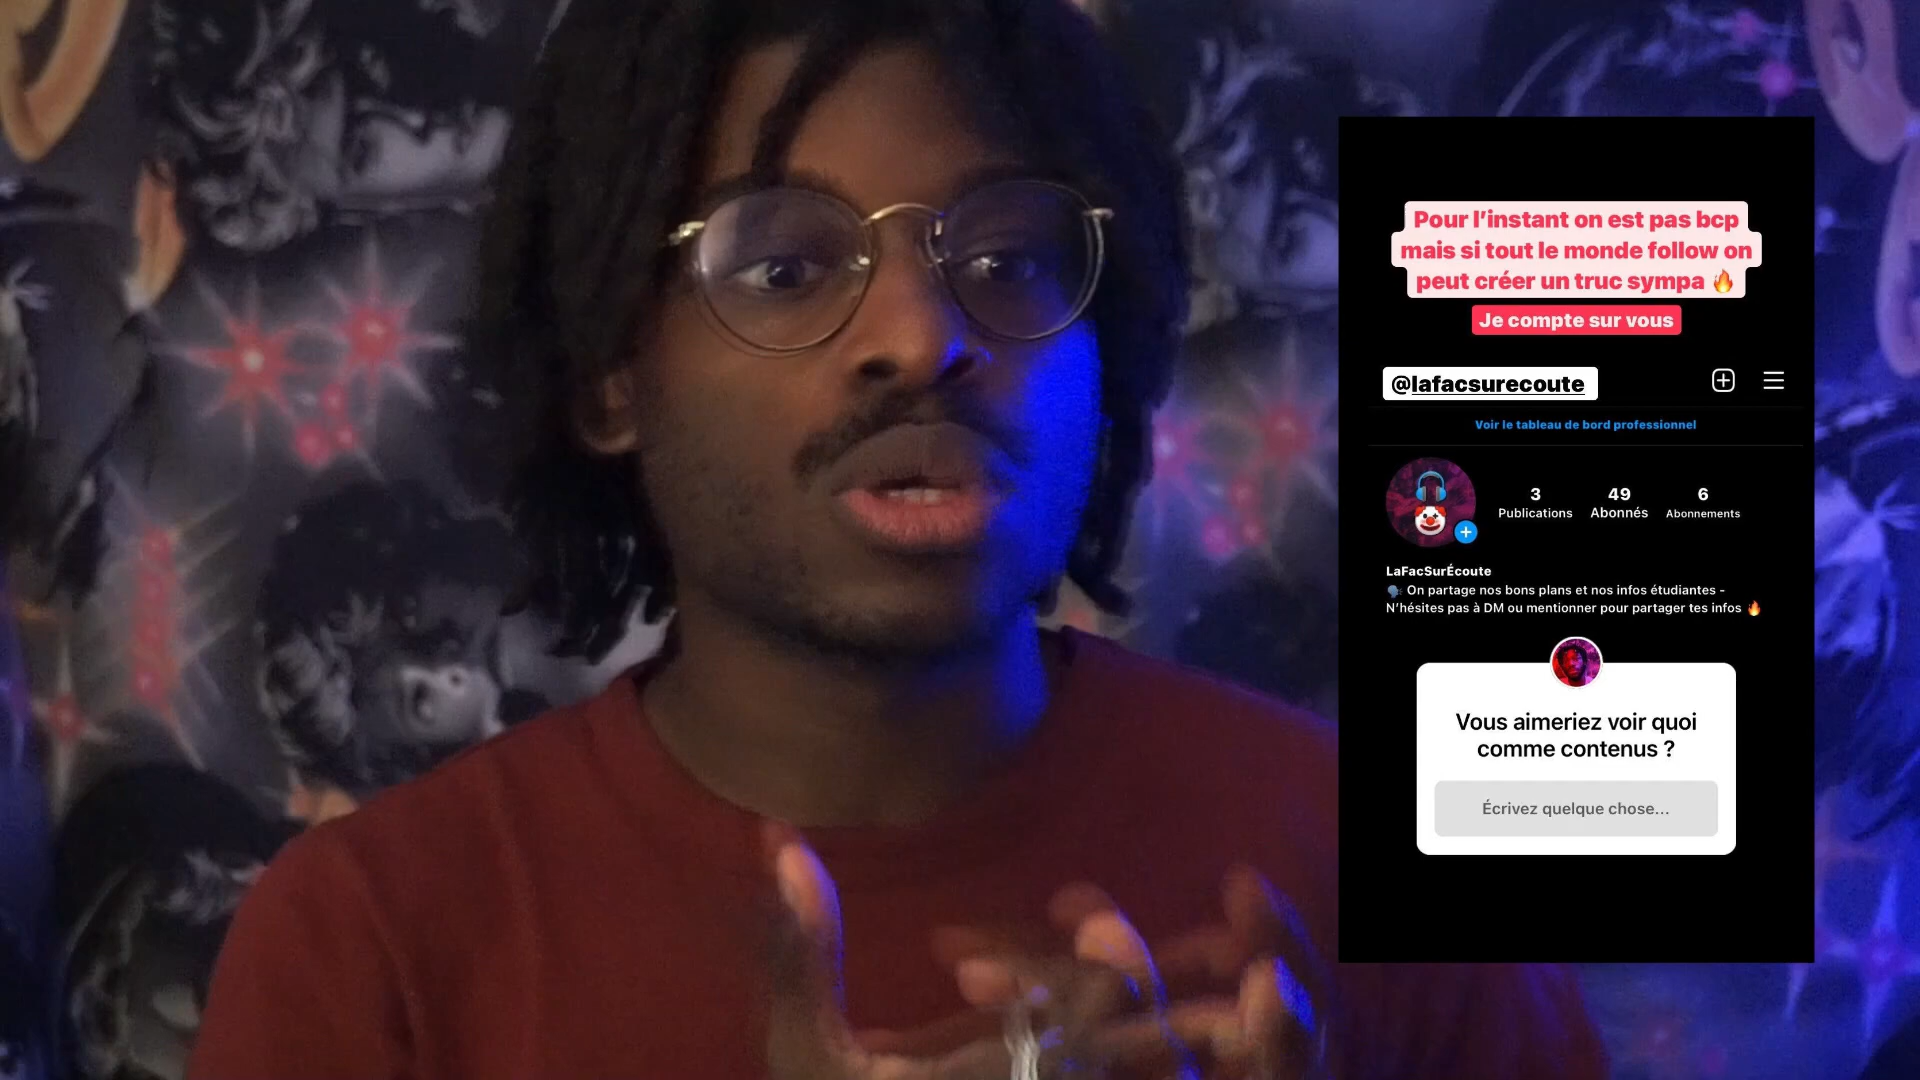 Pour l’instant on est pas bcp
mais si tout le monde follow on
peut créer un truc sympa 🔥
Je compte sur vous
@lafacsurecoute
Voir le tableau de bord professionnel
3 49 6
Publications Abonnés Abonnements
LaFacSurÉcoute
🗣️ On partage nos bons plans et nos infos étudiantes -
N’hésites pas à DM ou mentionner pour partager tes infos 🔥
Vous aimeriez voir quoi
comme contenus ?
Écrivez quelque chose...